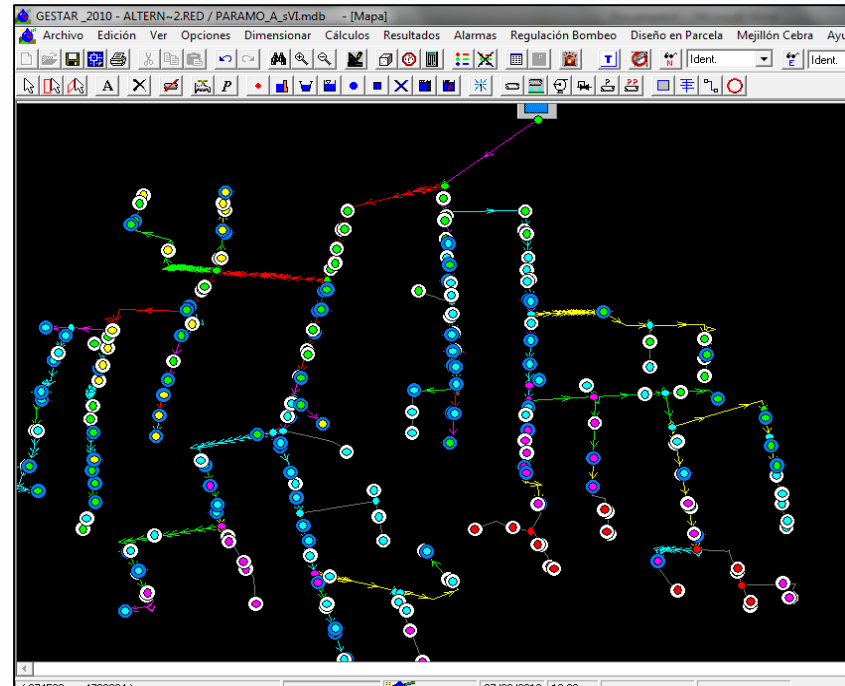 GESTAR _2010 - ALTERN~2.RED / PARAMO_A_sVI.mdb - [Mapa]
Archivo Edición Ver Opciones Dimensionar Cálculos Resultados Alarmas Regulación Bombeo Diseño en Parcela Mejillón Cebra Ayu
T N Ident. E Ident.
A P ? ??